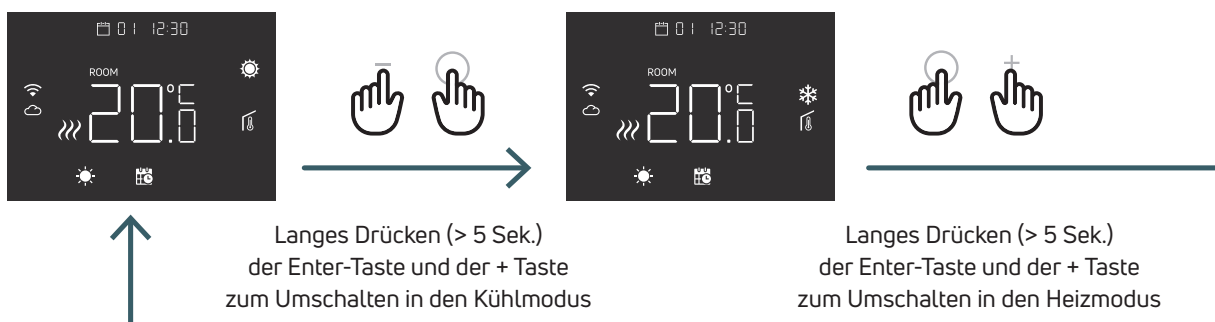 01 12:30
ROOM
20.0°C
01 12:30
ROOM
20.0°C
−
+
Langes Drücken (> 5 Sek.)
der Enter-Taste und der + Taste
zum Umschalten in den Kühlmodus
Langes Drücken (> 5 Sek.)
der Enter-Taste und der + Taste
zum Umschalten in den Heizmodus